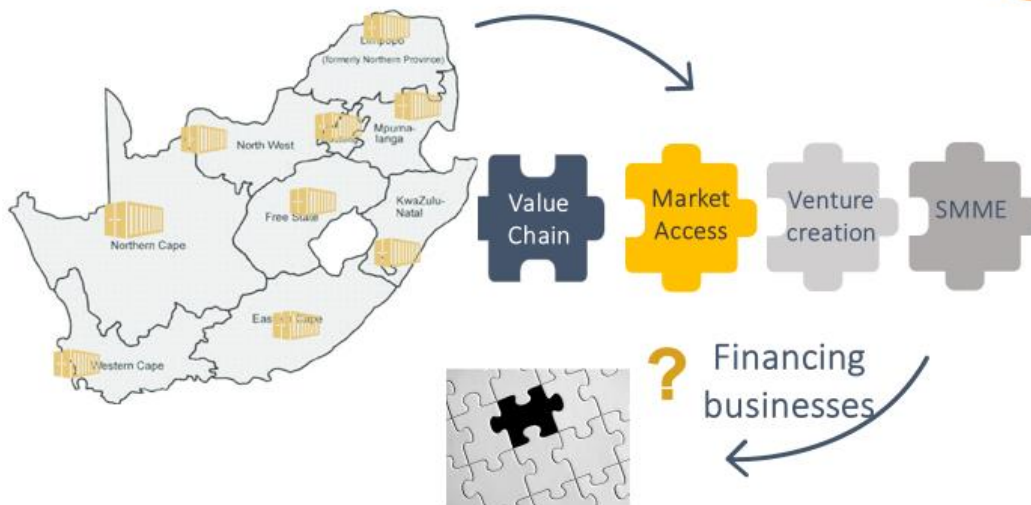 Limpopo
(formerly Northern Province)
Mpuma-
langa
North West
KwaZulu-
Natal
Free State
Northern Cape
Eastern Cape
Western Cape
Value
Chain
Market
Access
Venture
creation
SMME
? Financing
businesses